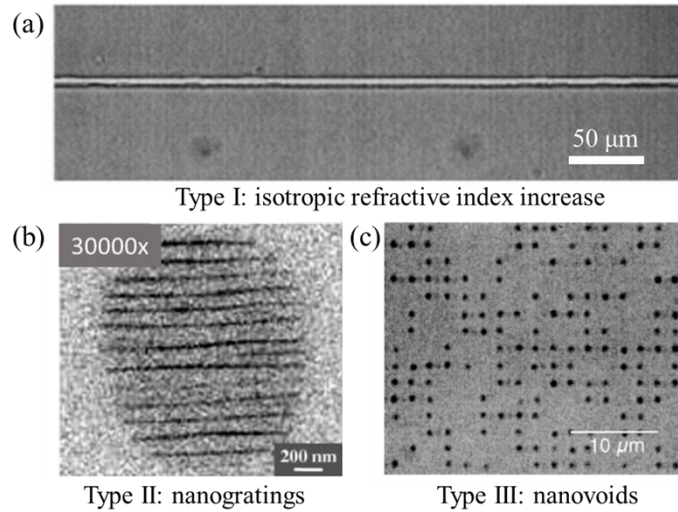 (a)
50 μm
Type I: isotropic refractive index increase
(b)
30000x
200 nm
Type II: nanogratings
(c)
10 μm
Type III: nanovoids